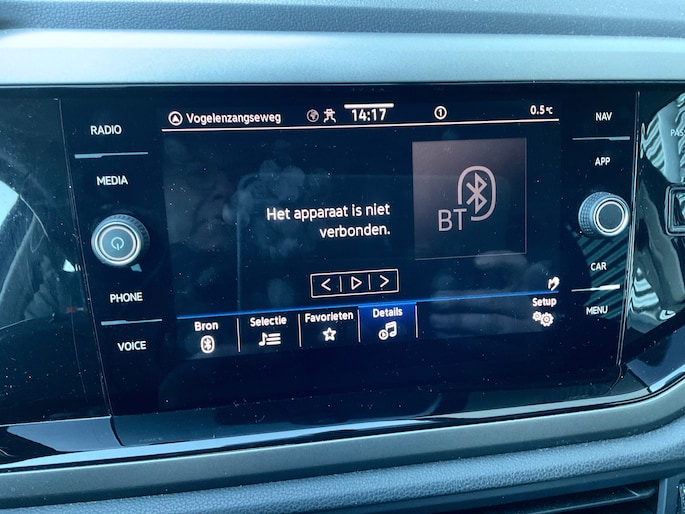 RADIO
MEDIA
PHONE
VOICE
Vogelenzangseweg 14:17 1 0.5°C
Het apparaat is niet
verbonden.
BT
Bron Selectie Favorieten Details Setup
NAV
APP
CAR
MENU